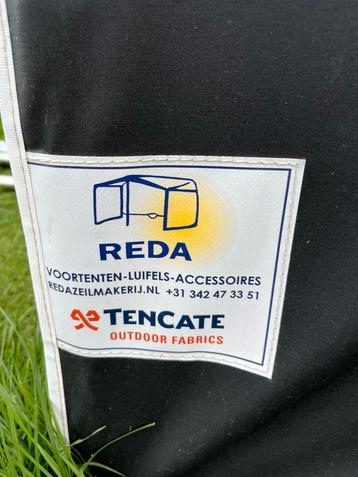 REDA
VOORTENTEN-LUIFELS-ACCESSOIRES
REDAZEILMAKERIJ.NL +31 342 47 33 51
TENCATE
OUTDOOR FABRICS